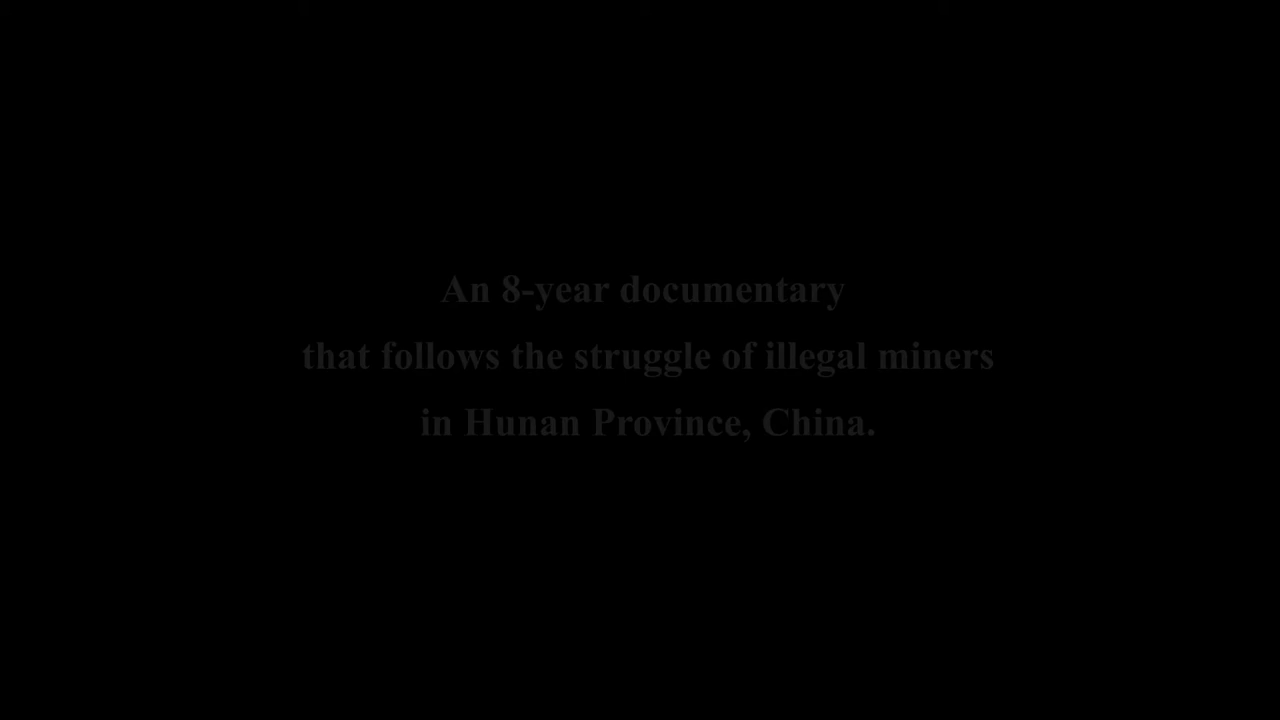 An 8-year documentary
that follows the struggle of illegal miners
in Hunan Province, China.